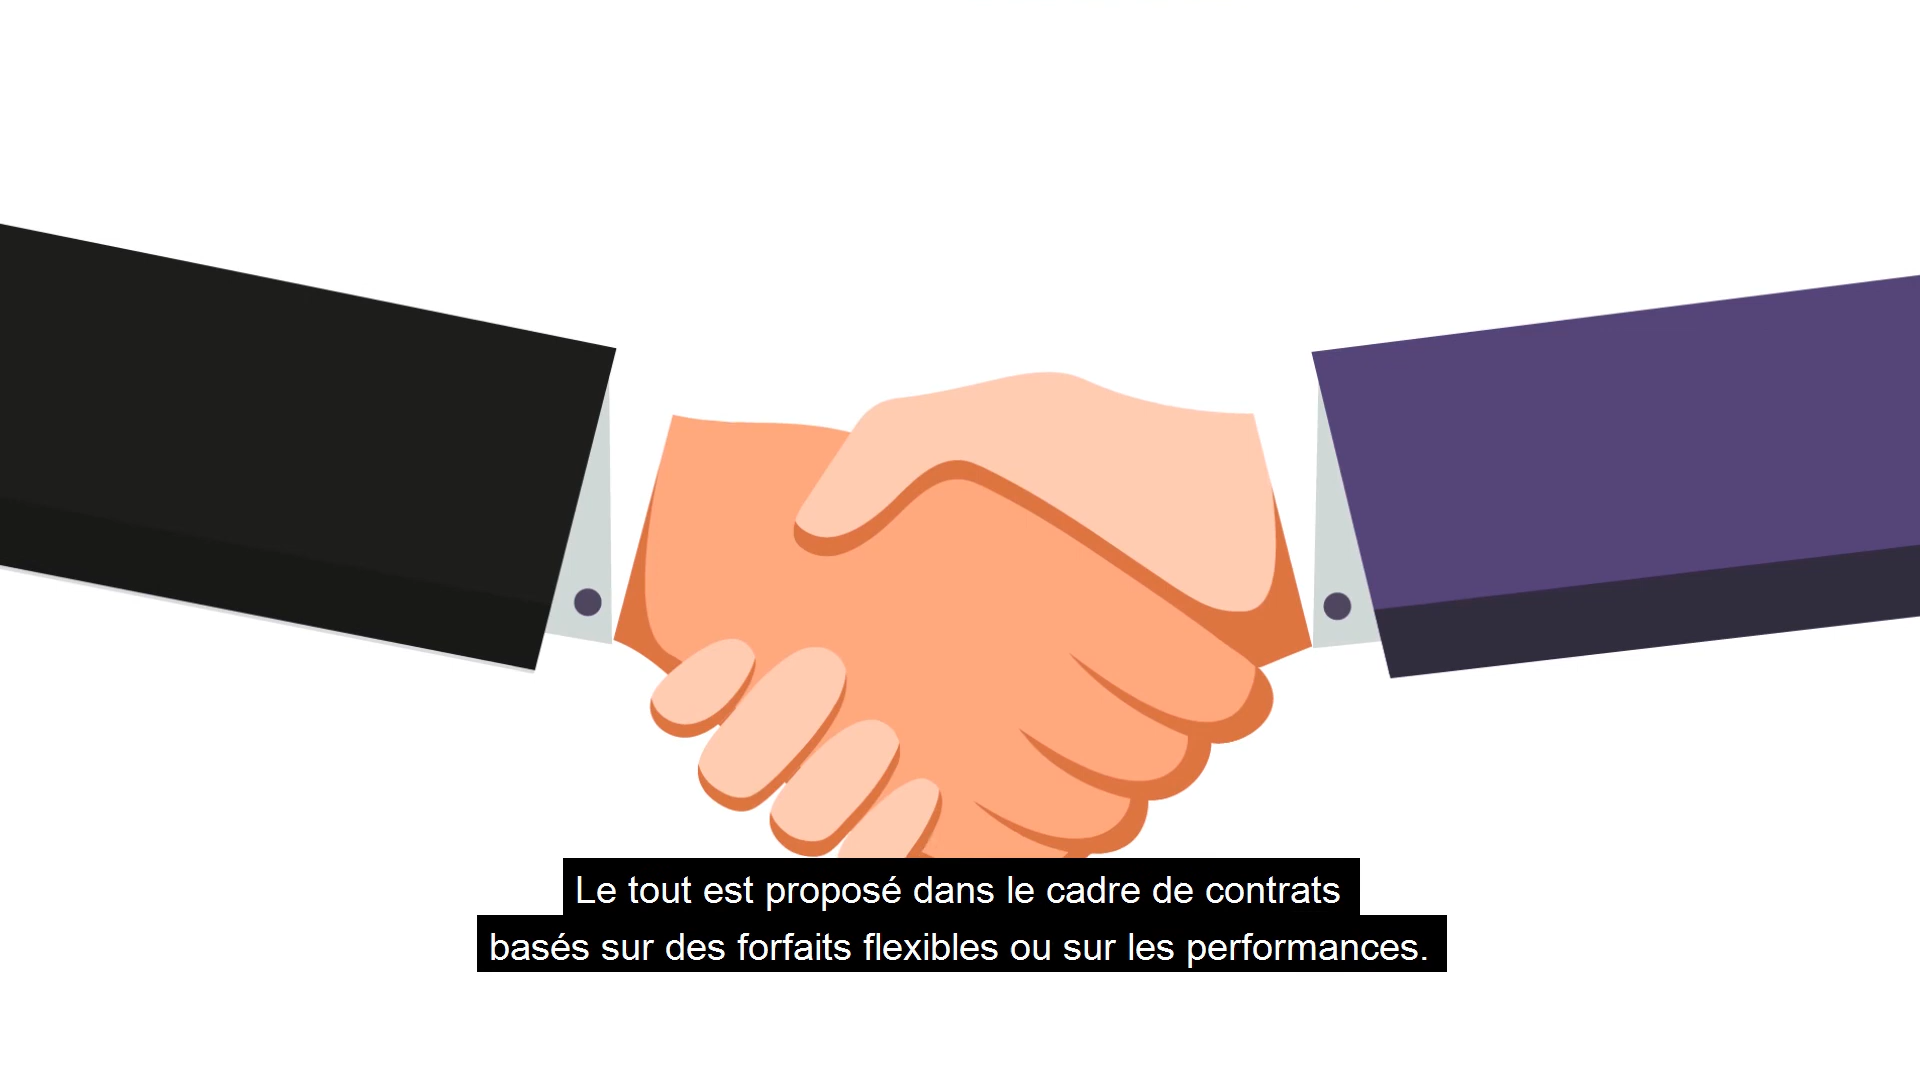 Le tout est proposé dans le cadre de contrats
basés sur des forfaits flexibles ou sur les performances.